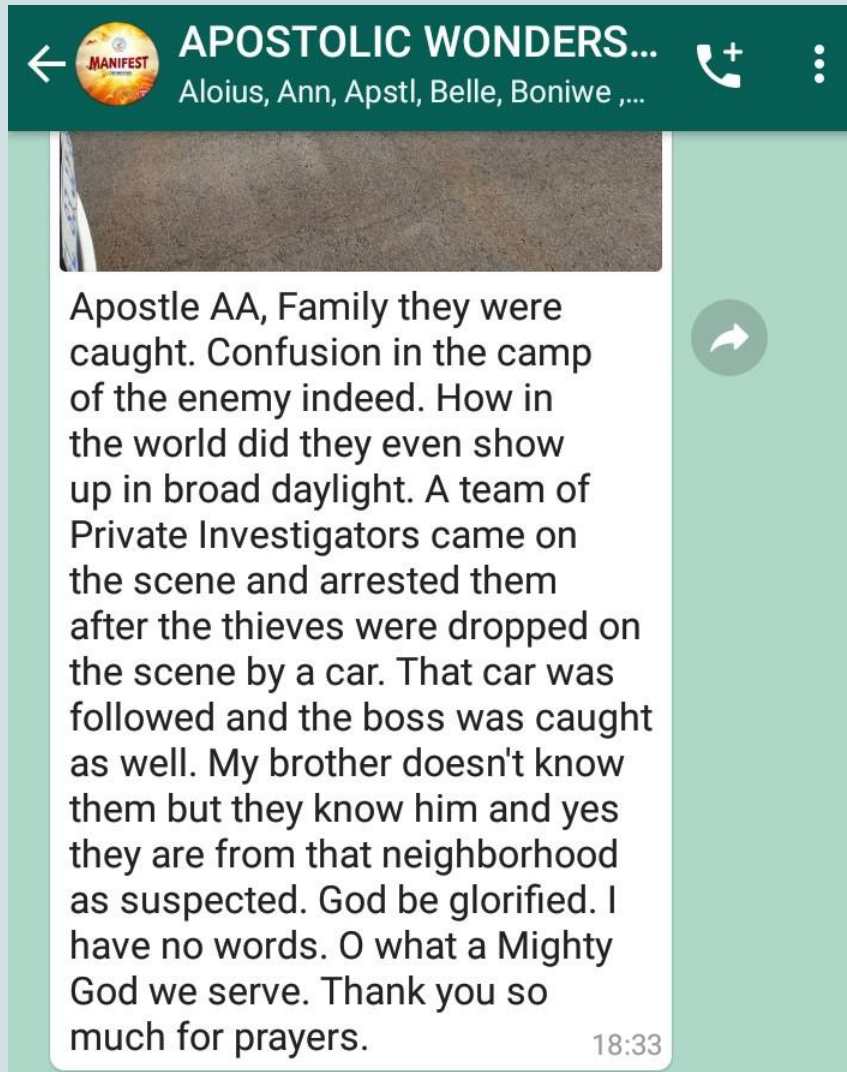 APOSTOLIC WONDERS...
MANIFEST
Aloius, Ann, Apstl, Belle, Boniwe ,...
Apostle AA, Family they were
caught. Confusion in the camp
of the enemy indeed. How in
the world did they even show
up in broad daylight. A team of
Private Investigators came on
the scene and arrested them
after the thieves were dropped on
the scene by a car. That car was
followed and the boss was caught
as well. My brother doesn't know
them but they know him and yes
they are from that neighborhood
as suspected. God be glorified. I
have no words. O what a Mighty
God we serve. Thank you so
much for prayers.
18:33